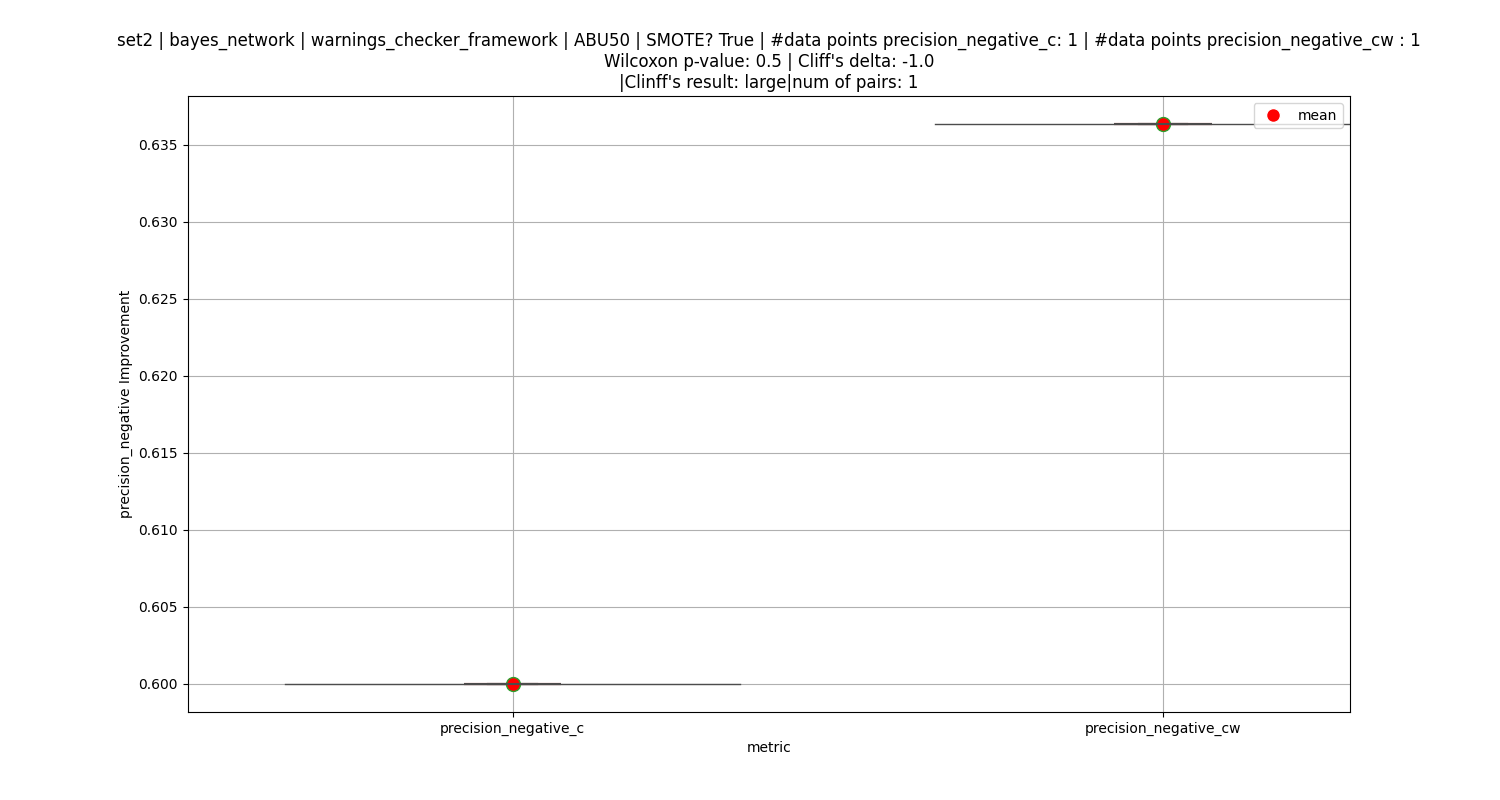 set2 | bayes_network | warnings_checker_framework | ABU50 | SMOTE? True | #data points precision_negative_c: 1 | #data points precision_negative_cw : 1
Wilcoxon p-value: 0.5 | Cliff's delta: -1.0
|Clinff's result: large|num of pairs: 1
mean
0.635
0.630
0.625
0.620
0.615
0.610
0.605
0.600
precision_negative Improvement
precision_negative_c
precision_negative_cw
metric